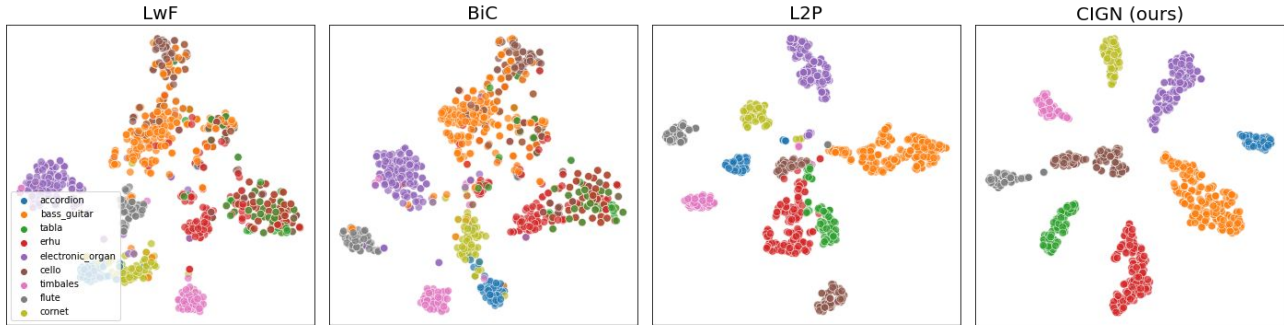 LwF
BiC
L2P
CIGN (ours)
accordion
bass_guitar
tabla
erhu
electronic_organ
cello
timbales
flute
cornet